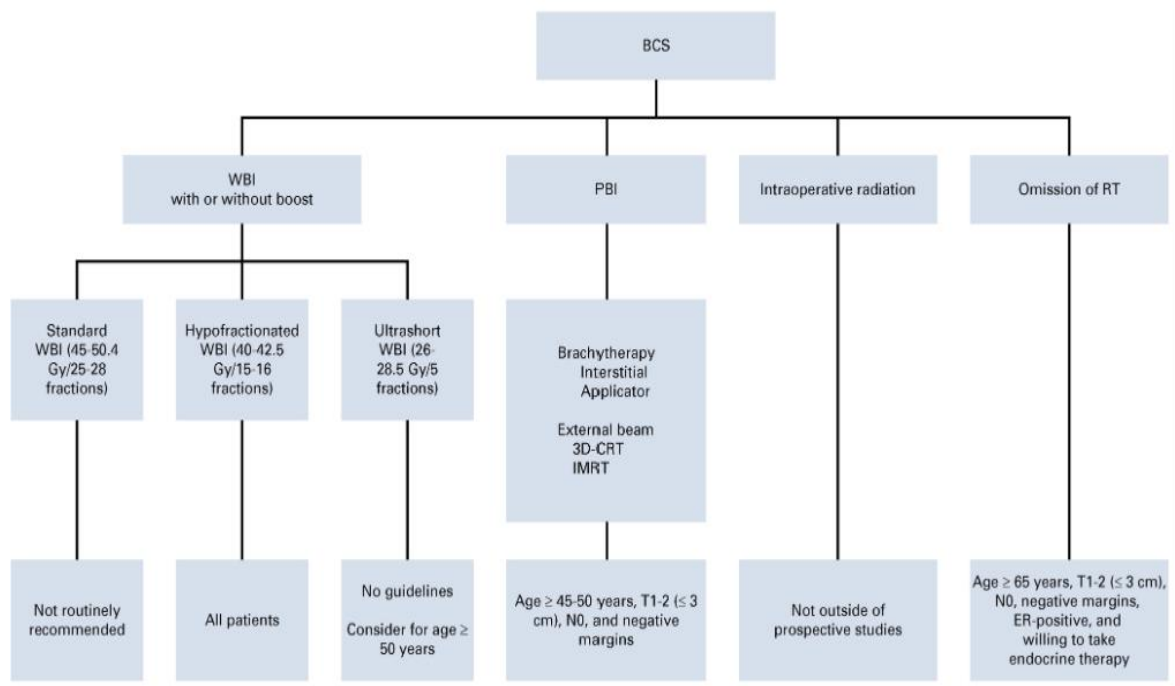 BCS
WBI
with or without boost
PBI
Intraoperative radiation
Omission of RT
Standard
WBI (45-50.4
Gy/25-28
fractions)
Hypofractionated
WBI (40-42.5
Gy/15-16
fractions)
Ultrashort
WBI (26-
28.5 Gy/5
fractions)
Brachytherapy
Interstitial
Applicator
External beam
3D-CRT
IMRT
Not routinely
recommended
All patients
No guidelines
Consider for age ≥
50 years
Age ≥ 45-50 years, T1-2 (≤ 3
cm), N0, and negative
margins
Not outside of
prospective studies
Age ≥ 65 years, T1-2 (≤ 3 cm),
N0, negative margins,
ER-positive, and
willing to take
endocrine therapy